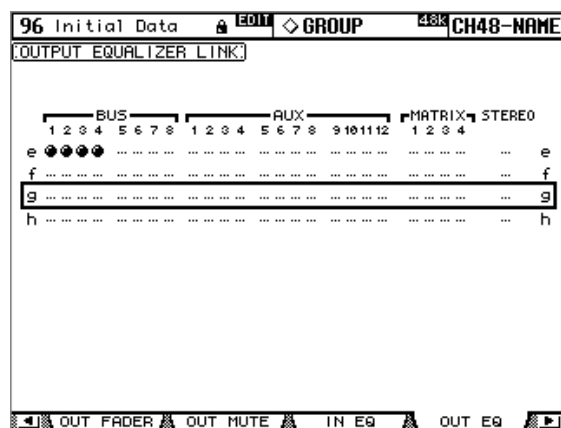 96 Initial Data EDIT GROUP 48K CH48-NAME
OUTPUT EQUALIZER LINK
BUS AUX MATRIX STEREO
1 2 3 4 5 6 7 8 1 2 3 4 5 6 7 8 9 10 11 12 1 2 3 4
e e
f f
g g
h h
OUT FADER OUT MUTE IN EQ OUT EQ